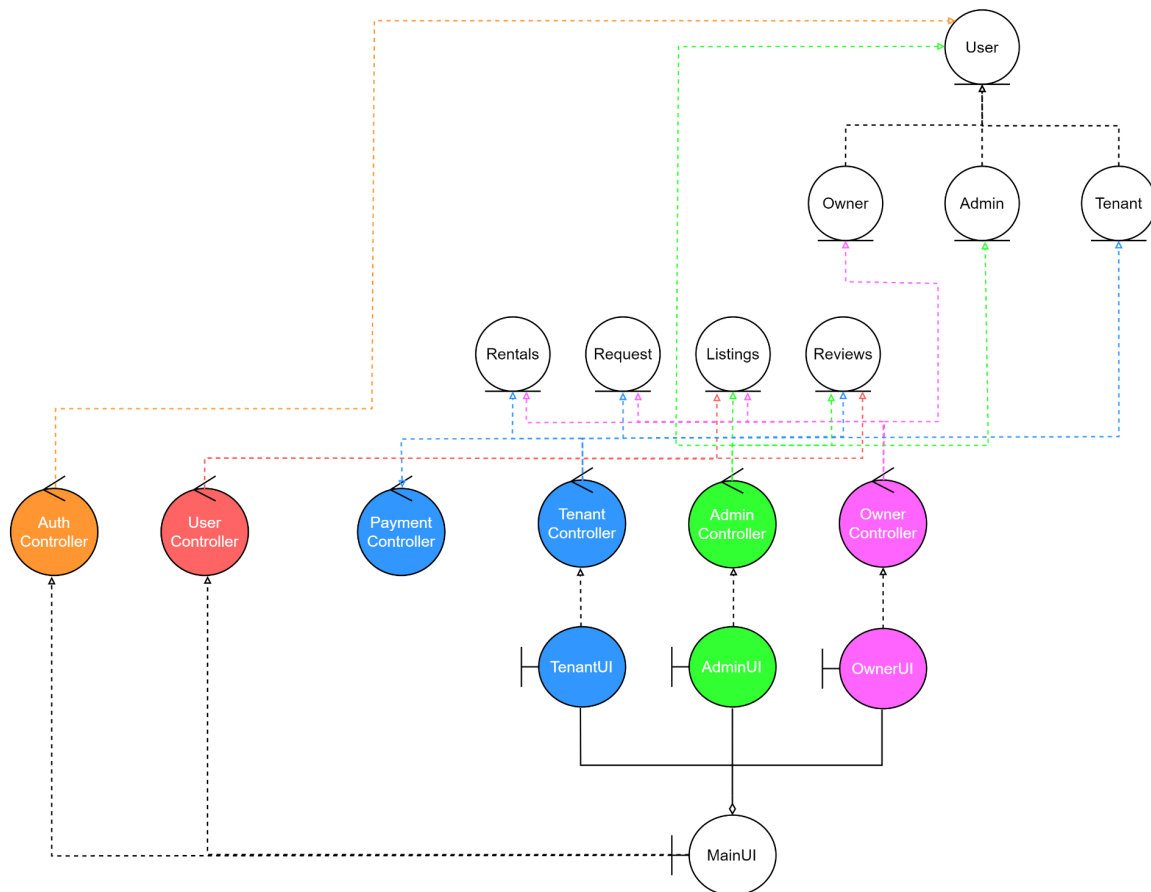 User
Owner
Admin
Tenant
Rentals
Request
Listings
Reviews
Auth
Controller
User
Controller
Payment
Controller
Tenant
Controller
Admin
Controller
Owner
Controller
TenantUI
AdminUI
OwnerUI
MainUI